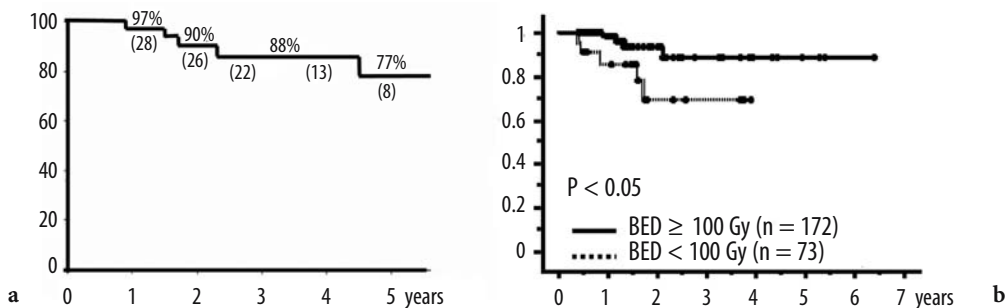 100
80
60
40
20
0
97%
(28)
90%
(26)
88%
(22) (13)
77%
(8)
0 1 2 3 4 5 years
a
1
0.8
0.6
0.4
0.2
0
P < 0.05
BED ≥ 100 Gy (n = 172)
BED < 100 Gy (n = 73)
0 1 2 3 4 5 6 7 years
b